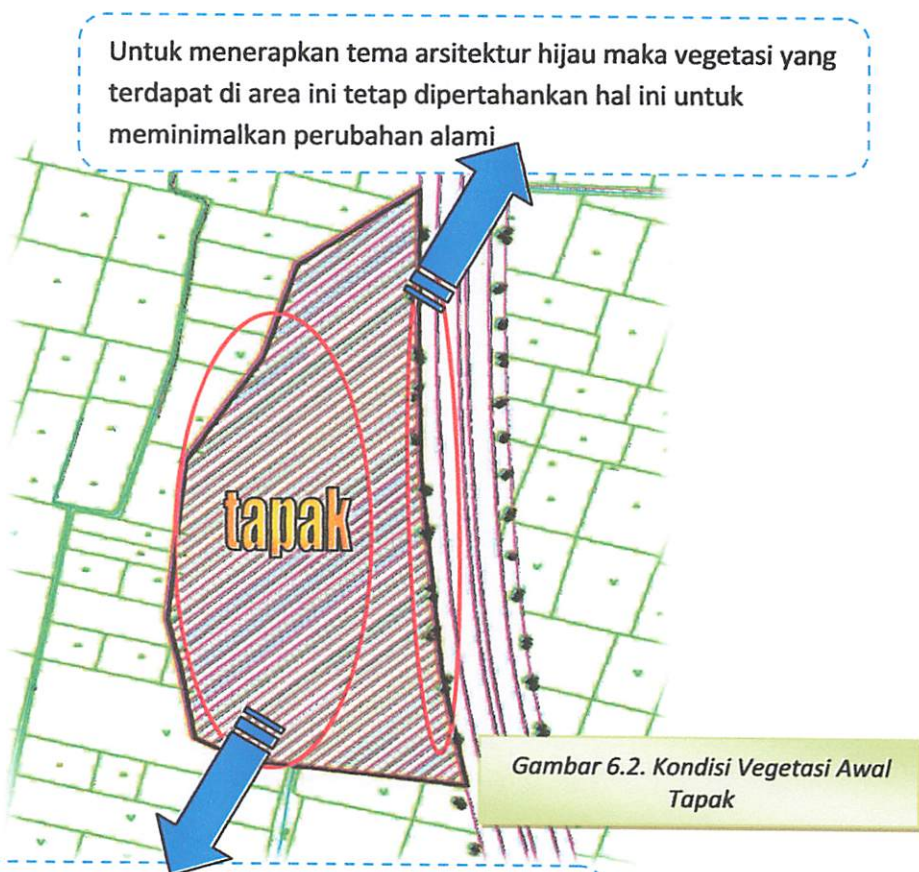 Untuk menerapkan tema arsitektur hijau maka vegetasi yang
terdapat di area ini tetap dipertahankan hal ini untuk
meminimalkan perubahan alami
tapak
Gambar 6.2. Kondisi Vegetasi Awal
Tapak